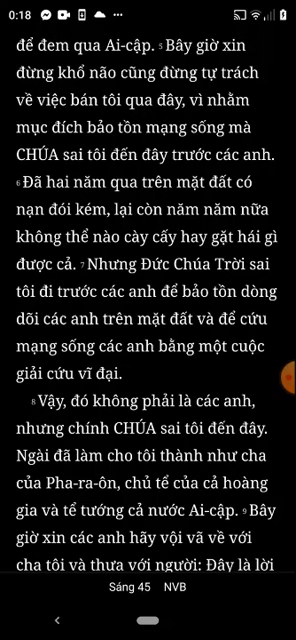 0:18
để đem qua Ai-cập. 5 Bây giờ xin
đừng khổ não cũng đừng tự trách
về việc bán tôi qua đây, vì nhằm
mục đích bảo tồn mạng sống mà
CHÚA sai tôi đến đây trước các anh.
6 Đã hai năm qua trên mặt đất có
nạn đói kém, lại còn năm năm nữa
không thể nào cày cấy hay gặt hái gì
được cả. 7 Nhưng Đức Chúa Trời sai
tôi đi trước các anh để bảo tồn dòng
dõi các anh trên mặt đất và để cứu
mạng sống các anh bằng một cuộc
giải cứu vĩ đại.
8 Vậy, đó không phải là các anh,
nhưng chính CHÚA sai tôi đến đây.
Ngài đã làm cho tôi thành như cha
của Pha-ra-ôn, chủ tể của cả hoàng
gia và tể tướng cả nước Ai-cập. 9 Bây
giờ xin các anh hãy vội vã về với
cha tôi và thưa với người: Đây là lời
Sáng 45 NVB